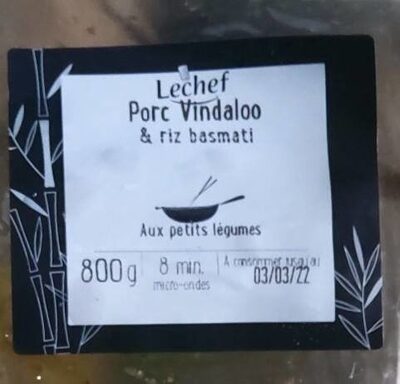 Lechef
Porc Vindaloo
& riz basmati
Aux petits légumes
800g
8 min.
micro-ondes
A consommer jusqu'au
03/03/22